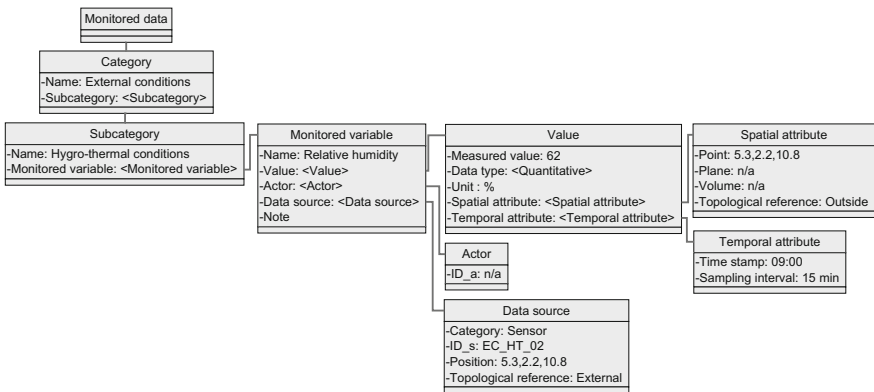 Monitored data
Category
-Name: External conditions
-Subcategory: <Subcategory>
Subcategory
-Name: Hygro-thermal conditions
-Monitored variable: <Monitored variable>
Monitored variable
-Name: Relative humidity
-Value: <Value>
-Actor: <Actor>
-Data source: <Data source>
-Note
Value
-Measured value: 62
-Data type: <Quantitative>
-Unit : %
-Spatial attribute: <Spatial attribute>
-Temporal attribute: <Temporal attribute>
Spatial attribute
-Point: 5.3,2.2,10.8
-Plane: n/a
-Volume: n/a
-Topological reference: Outside
Temporal attribute
-Time stamp: 09:00
-Sampling interval: 15 min
Actor
-ID_a: n/a
Data source
-Category: Sensor
-ID_s: EC_HT_02
-Position: 5.3,2.2,10.8
-Topological reference: External